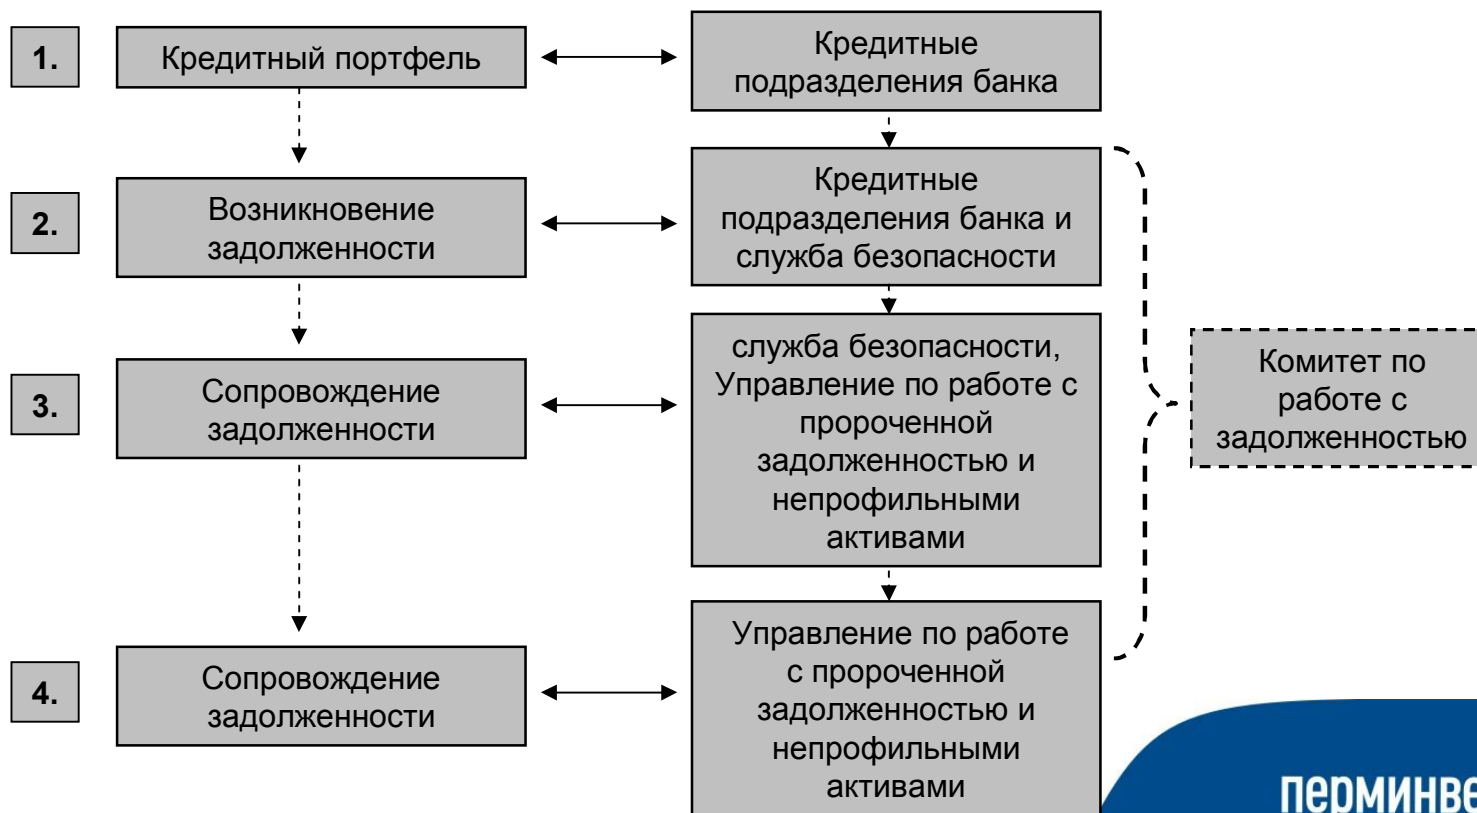 1.
Кредитный портфель
Кредитные
подразделения банка
2.
Возникновение
задолженности
Кредитные
подразделения банка и
служба безопасности
3.
Сопровождение
задолженности
служба безопасности,
Управление по работе с
пророченной
задолженностью и
непрофильными
активами
Комитет по
работе с
задолженностью
4.
Сопровождение
задолженности
Управление по работе
с пророченной
задолженностью и
непрофильными
активами
перминве